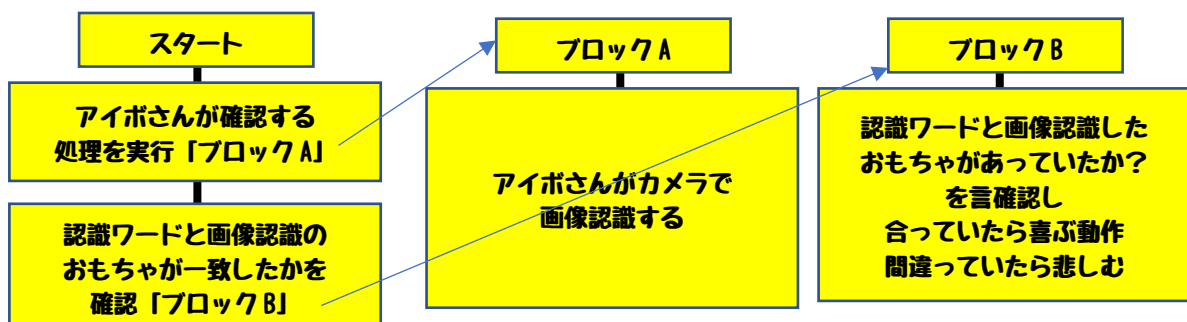 スタート
アイボさんが確認する
処理を実行「ブロックA」
認識ワードと画像認識の
おもちゃが一致したかを
確認「ブロックB」
ブロックA
アイボさんがカメラで
画像認識する
ブロックB
認識ワードと画像認識した
おもちゃがあっていたか?
を言確認し
合っていたら喜ぶ動作
間違っていたら悲しむ